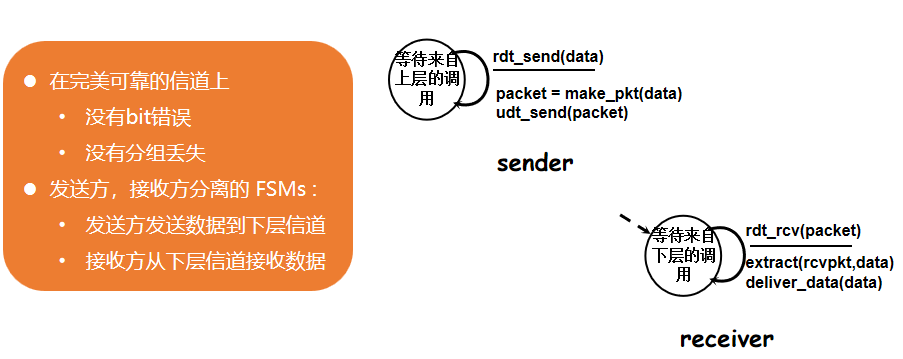 在完美可靠的信道上
没有bit错误
没有分组丢失
发送方，接收方分离的 FSMs：
发送方发送数据到下层信道
接收方从下层信道接收数据
等待来自
上层的调
用
rdt_send(data)
packet = make_pkt(data)
udt_send(packet)
sender
等待来自
下层的调
用
rdt_rcv(packet)
extract(rcvpkt,data)
deliver_data(data)
receiver